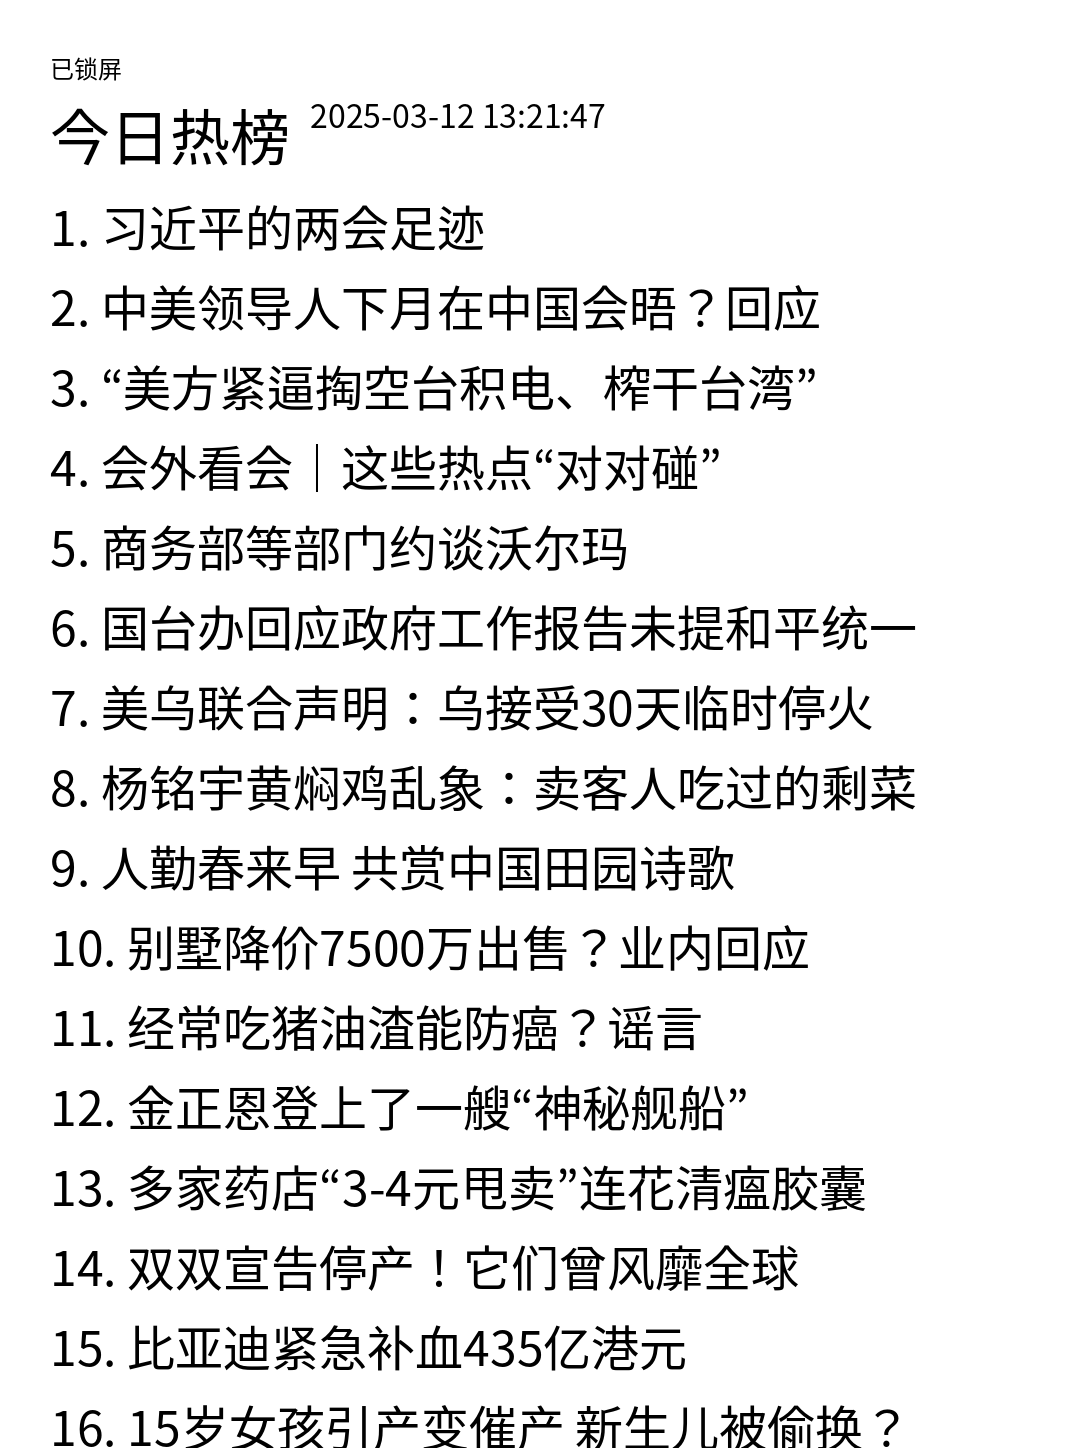 已锁屏
今日热榜 2025-03-12 13:21:47
1. 习近平的两会足迹
2. 中美领导人下月在中国会晤？回应
3. “美方紧逼掏空台积电、榨干台湾”
4. 会外看会｜这些热点“对对碰”
5. 商务部等部门约谈沃尔玛
6. 国台办回应政府工作报告未提和平统一
7. 美乌联合声明：乌接受30天临时停火
8. 杨铭宇黄焖鸡乱象：卖客人吃过的剩菜
9. 人勤春来早 共赏中国田园诗歌
10. 别墅降价7500万出售？业内回应
11. 经常吃猪油渣能防癌？谣言
12. 金正恩登上了一艘“神秘舰船”
13. 多家药店“3-4元甩卖”连花清瘟胶囊
14. 双双宣告停产！它们曾风靡全球
15. 比亚迪紧急补血435亿港元
16. 15岁女孩引产变催产 新生儿被偷换？